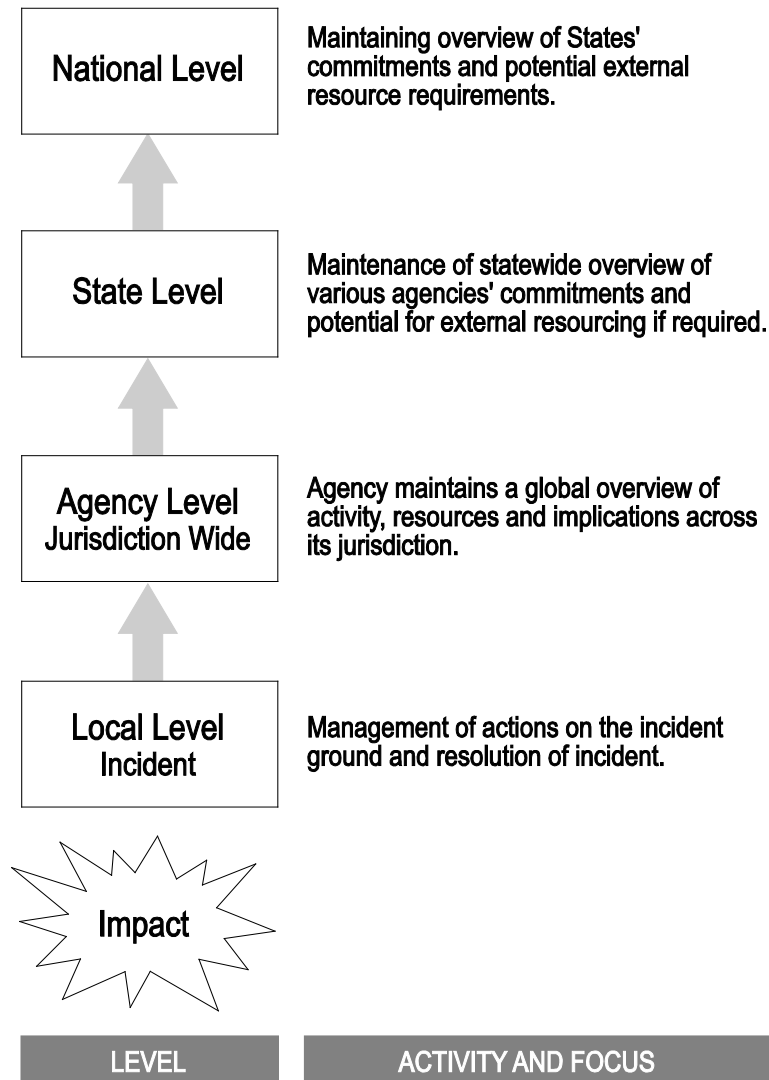 National Level
Maintaining overview of States'
commitments and potential external
resource requirements.
State Level
Maintenance of statewide overview of
various agencies' commitments and
potential for external resourcing if required.
Agency Level
Jurisdiction Wide
Agency maintains a global overview of
activity, resources and implications across
its jurisdiction.
Local Level
Incident
Management of actions on the incident
ground and resolution of incident.
Impact
LEVEL
ACTIVITY AND FOCUS